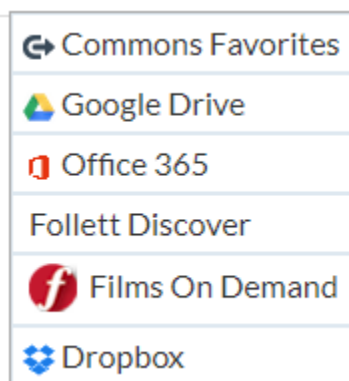 Commons Favorites
Google Drive
Office 365
Follett Discover
f Films On Demand
Dropbox